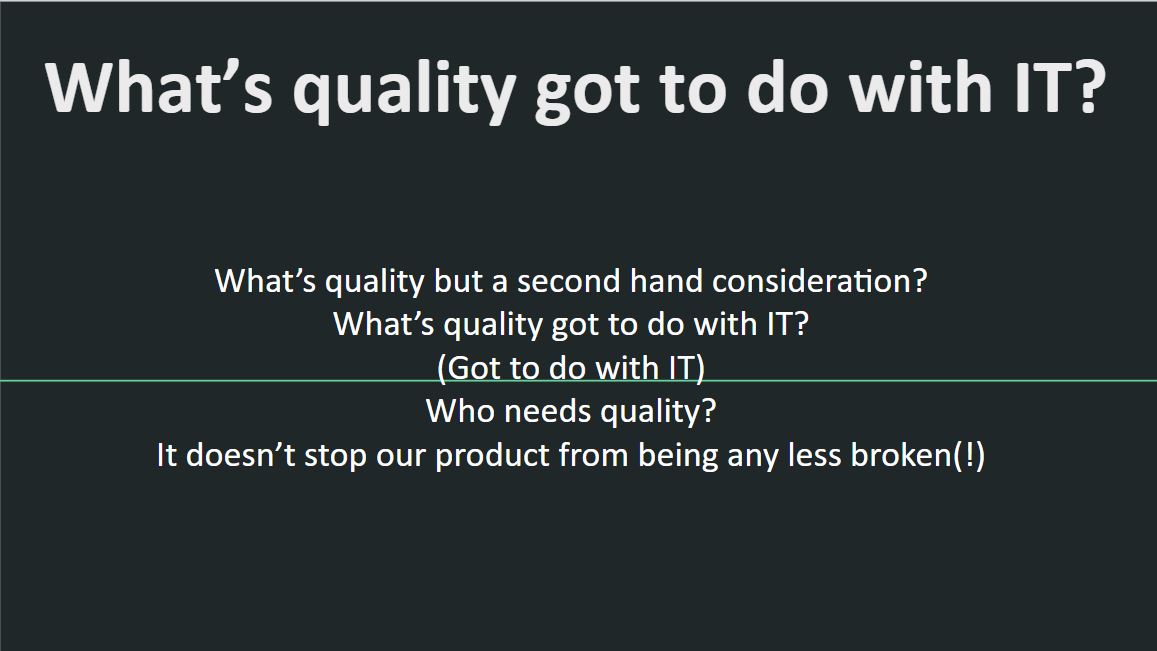 What’s quality got to do with IT?
What’s quality but a second hand consideration?
What’s quality got to do with IT?
(Got to do with IT)
Who needs quality?
It doesn’t stop our product from being any less broken(!)